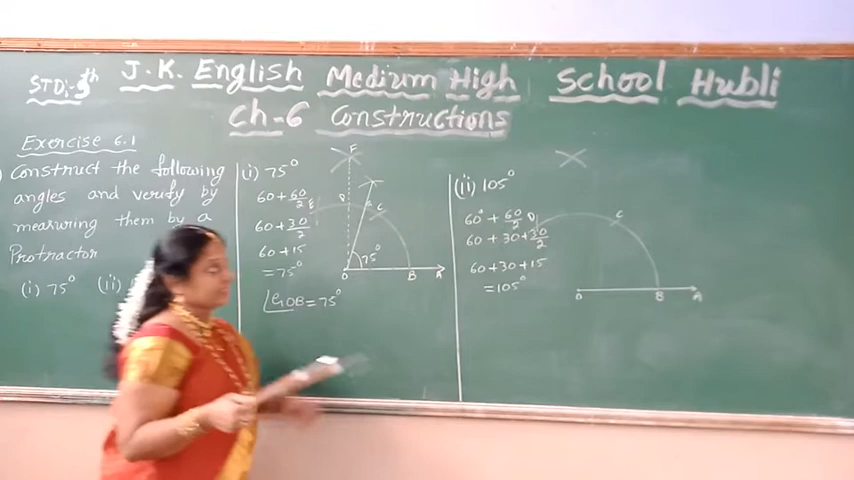 STD:- 9th
J.K. English Medium High School Hubli
Ch-6 Constructions
Exercise 6.1
Construct the following
angles and verify by
measuring them by a
Protractor
(i) 75° (ii)
(i) 75°
60 + 60/2
60 + 30/2
60 + 15
= 75°
∠GOB = 75°
F
E
D
C
75°
O B A
(ii) 105°
60° + 60/2
60 + 30 + 30/2
60 + 30 + 15
= 105°
D
C
O B A